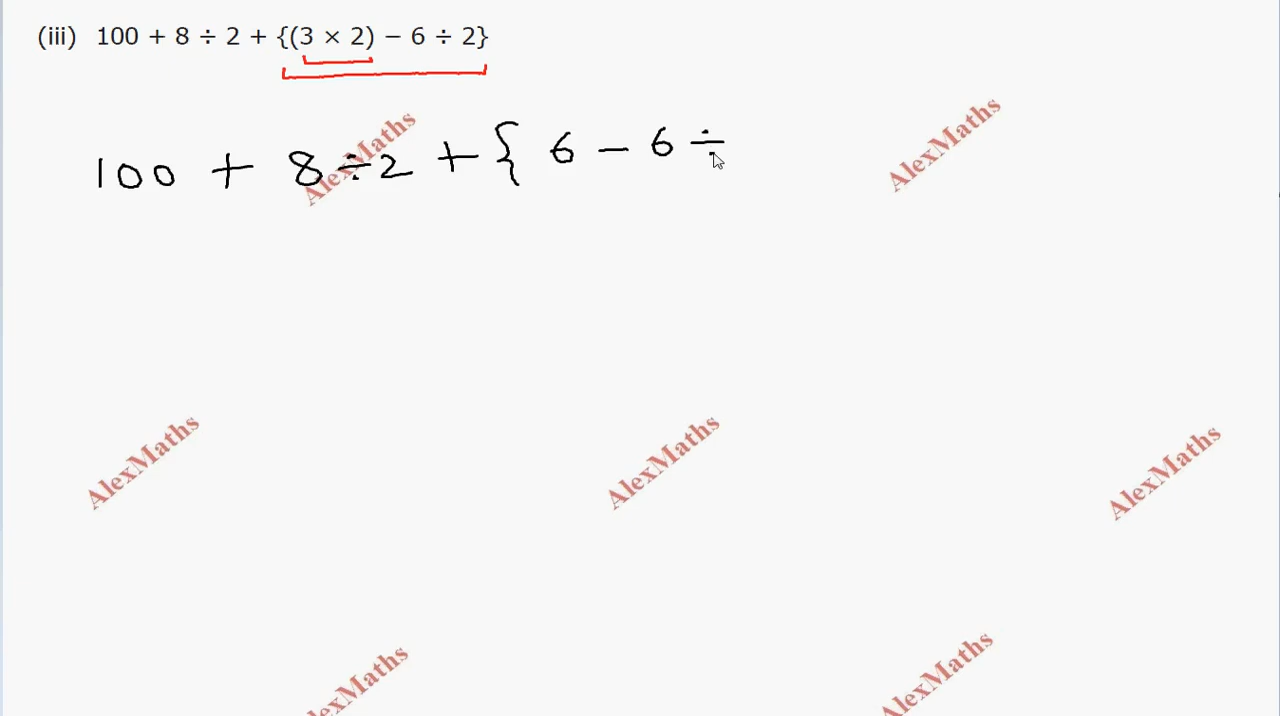 (iii) 100 + 8 ÷ 2 + {(3 × 2) − 6 ÷ 2}
100 + 8 ÷ 2 + { 6 − 6 ÷
AlexMaths
AlexMaths
AlexMaths
AlexMaths
AlexMaths
AlexMaths
AlexMaths